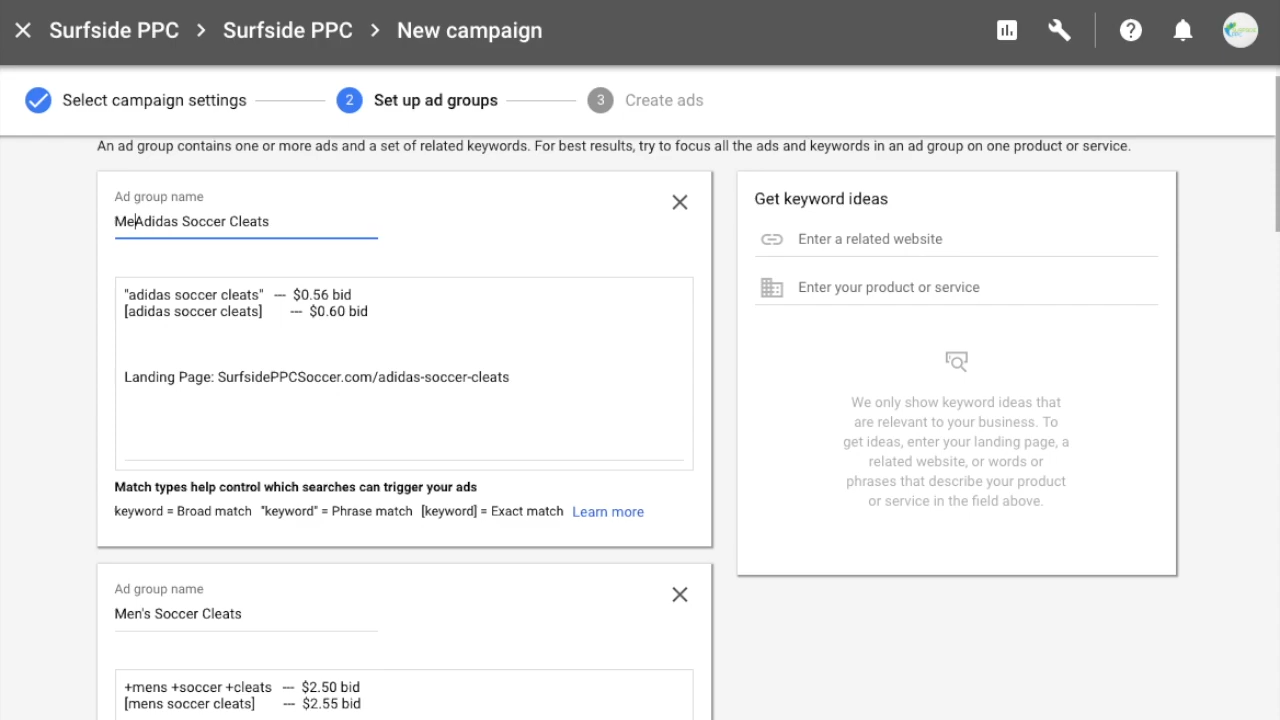 Surfside PPC > Surfside PPC > New campaign
Select campaign settings 2 Set up ad groups 3 Create ads
An ad group contains one or more ads and a set of related keywords. For best results, try to focus all the ads and keywords in an ad group on one product or service.
Ad group name
MeAdidas Soccer Cleats
"adidas soccer cleats" --- $0.56 bid
[adidas soccer cleats] --- $0.60 bid
Landing Page: SurfsidePPCSoccer.com/adidas-soccer-cleats
Match types help control which searches can trigger your ads
keyword = Broad match "keyword" = Phrase match [keyword] = Exact match Learn more
Get keyword ideas
Enter a related website
Enter your product or service
We only show keyword ideas that
are relevant to your business. To
get ideas, enter your landing page, a
related website, or words or
phrases that describe your product
or service in the field above.
Ad group name
Men's Soccer Cleats
+mens +soccer +cleats --- $2.50 bid
[mens soccer cleats] --- $2.55 bid